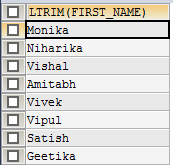 LTRIM(FIRST_NAME)
Monika
Niharika
Vishal
Amitabh
Vivek
Vipul
Satish
Geetika